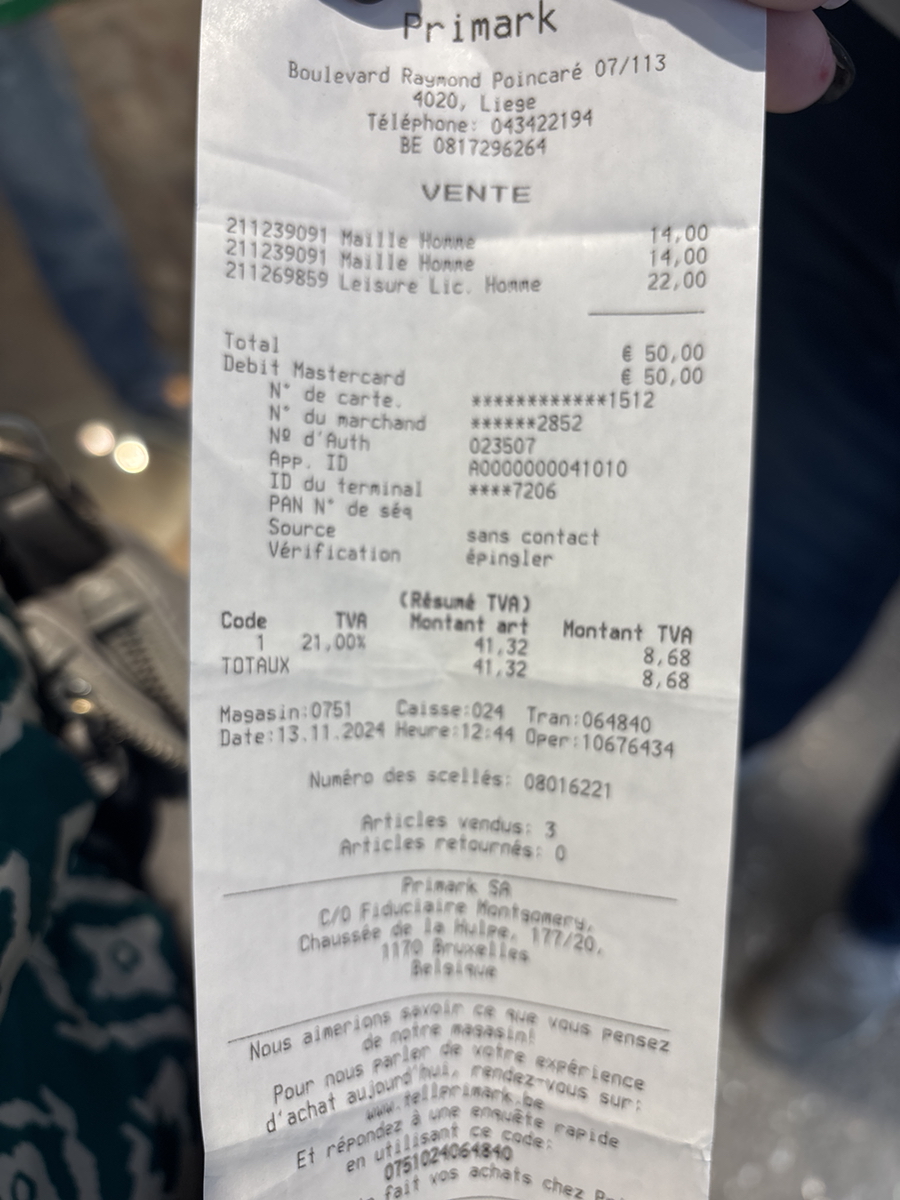 Primark
Boulevard Raymond Poincaré 07/113
4020, Liege
Téléphone: 043422194
BE 0817296264
VENTE
211239091 Maille Homme 14,00
211239091 Maille Homme 14,00
211269859 Leisure Lic. Homme 22,00
Total € 50,00
Debit Mastercard € 50,00
N° de carte. ************1512
N° du marchand ******2852
Nº d'Auth 023507
App. ID A0000000041010
ID du terminal ****7206
PAN N° de séq
Source sans contact
Vérification épingler
(Résumé TVA)
Code TVA Montant art Montant TVA
1 21,00% 41,32 8,68
TOTAUX 41,32 8,68
Magasin:0751 Caisse:024 Tran:064840
Date:13.11.2024 Heure:12:44 Oper:10676434
Numéro des scellés: 08016221
Articles vendus: 3
Articles retournés: 0
Primark SA
C/O Fiduciaire Montgomery,
Chaussée de la Hulpe, 177/20,
1170 Bruxelles
Belgique
Nous aimerions savoir ce que vous pensez
de notre magasin!
Pour nous parler de votre expérience
d'achat aujourd'hui, rendez-vous sur:
www.tellprimark.be
Et répondez à une enquête rapide
en utilisant ce code:
0751024064840
fait vos achats chez